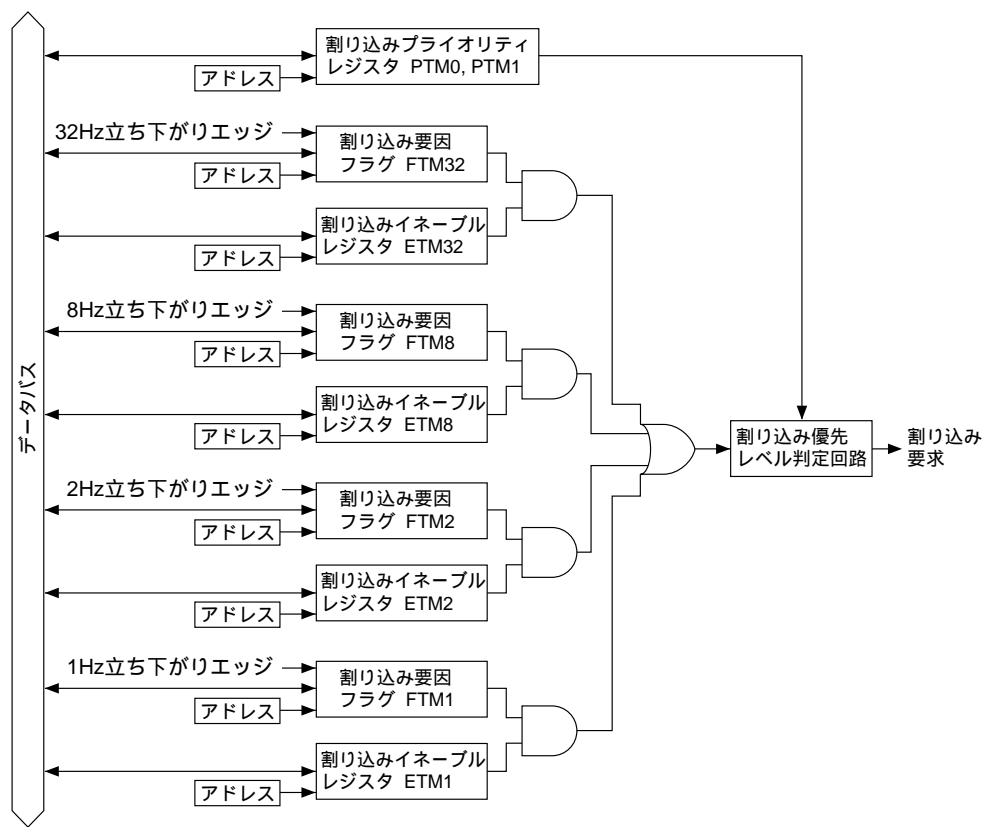 割り込みプライオリティ
レジスタ PTM0, PTM1
アドレス
32Hz立ち下がりエッジ
割り込み要因
フラグ FTM32
アドレス
割り込みイネーブル
レジスタ ETM32
アドレス
8Hz立ち下がりエッジ
割り込み要因
フラグ FTM8
アドレス
割り込みイネーブル
レジスタ ETM8
アドレス
データバス
割り込み優先
レベル判定回路
割り込み
要求
2Hz立ち下がりエッジ
割り込み要因
フラグ FTM2
アドレス
割り込みイネーブル
レジスタ ETM2
アドレス
1Hz立ち下がりエッジ
割り込み要因
フラグ FTM1
アドレス
割り込みイネーブル
レジスタ ETM1
アドレス